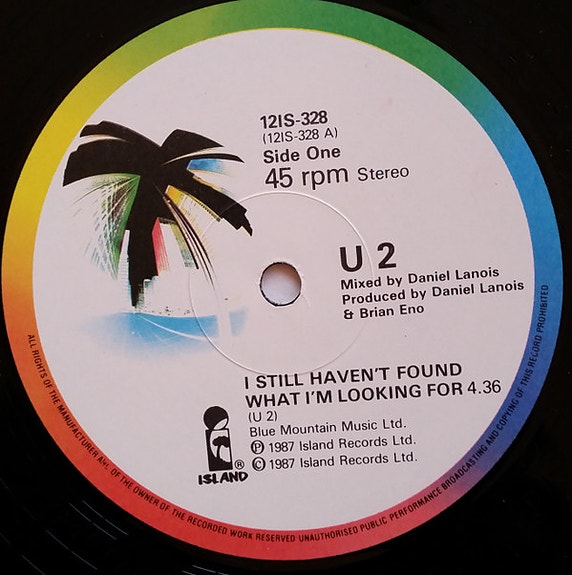 12IS-328
(12IS-328 A)
Side One
45 rpm Stereo
U 2
Mixed by Daniel Lanois
Produced by Daniel Lanois
& Brian Eno
I STILL HAVEN'T FOUND
WHAT I'M LOOKING FOR 4.36
(U 2)
Blue Mountain Music Ltd.
℗ 1987 Island Records Ltd.
© 1987 Island Records Ltd.
ISLAND®
ALL RIGHTS OF THE MANUFACTURER AND OF THE OWNER OF THE RECORDED WORK RESERVED UNAUTHORISED PUBLIC PERFORMANCE BROADCASTING AND COPYING OF THIS RECORD PROHIBITED